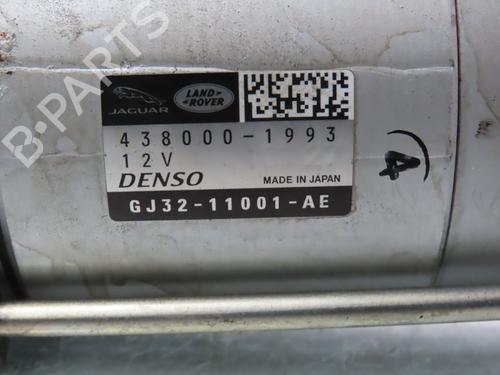 B-PARTS
JAGUAR
LAND-
ROVER
438000-1993
12V
DENSO MADE IN JAPAN
GJ32-11001-AE